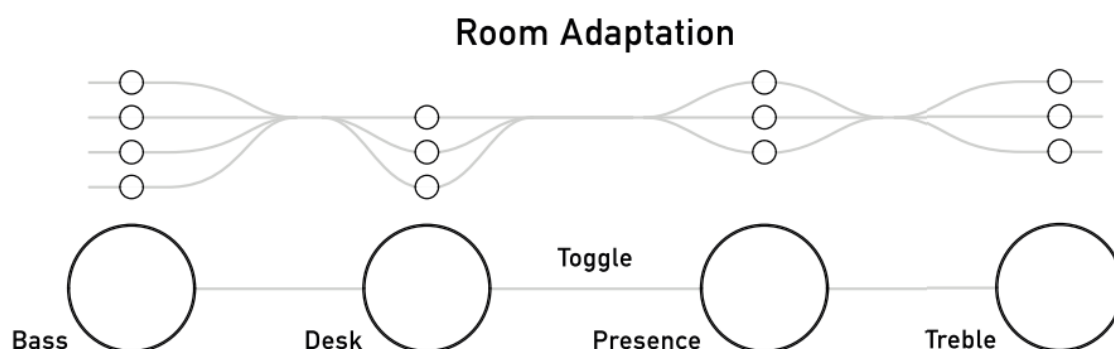 Room Adaptation
Toggle
Bass
Desk
Presence
Treble